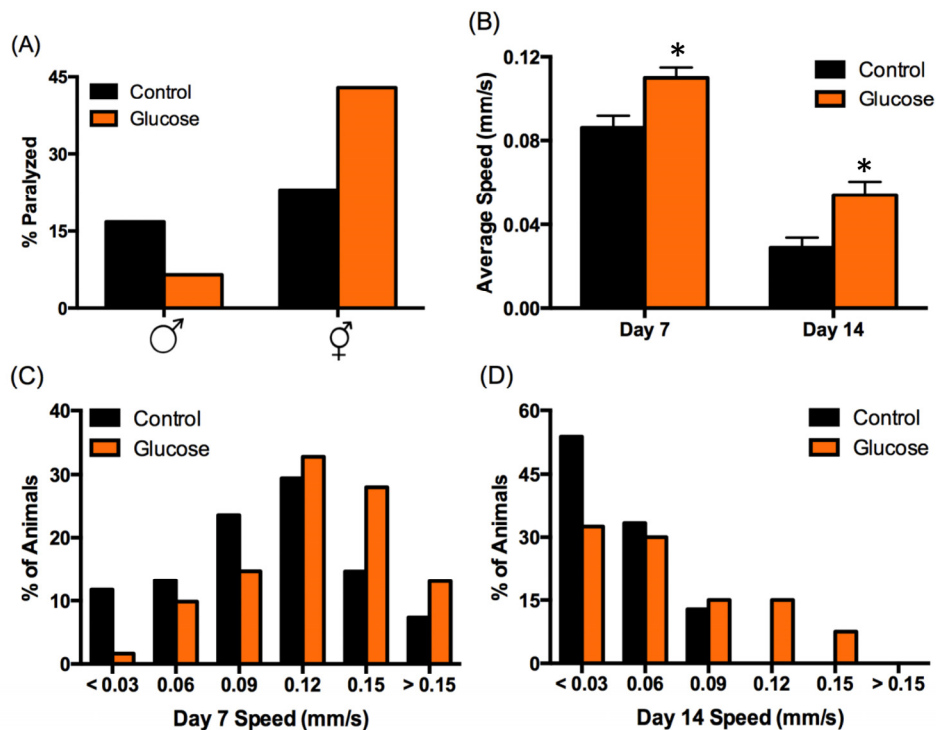 (A)
Control
Glucose
% Paralyzed
45
30
15
0
♂
⚥
(B)
*
*
Control
Glucose
Average Speed (mm/s)
0.12
0.08
0.04
0.00
Day 7
Day 14
(C)
Control
Glucose
% of Animals
40
30
20
10
0
< 0.03 0.06 0.09 0.12 0.15 > 0.15
Day 7 Speed (mm/s)
(D)
Control
Glucose
% of Animals
60
45
30
15
0
< 0.03 0.06 0.09 0.12 0.15 > 0.15
Day 14 Speed (mm/s)